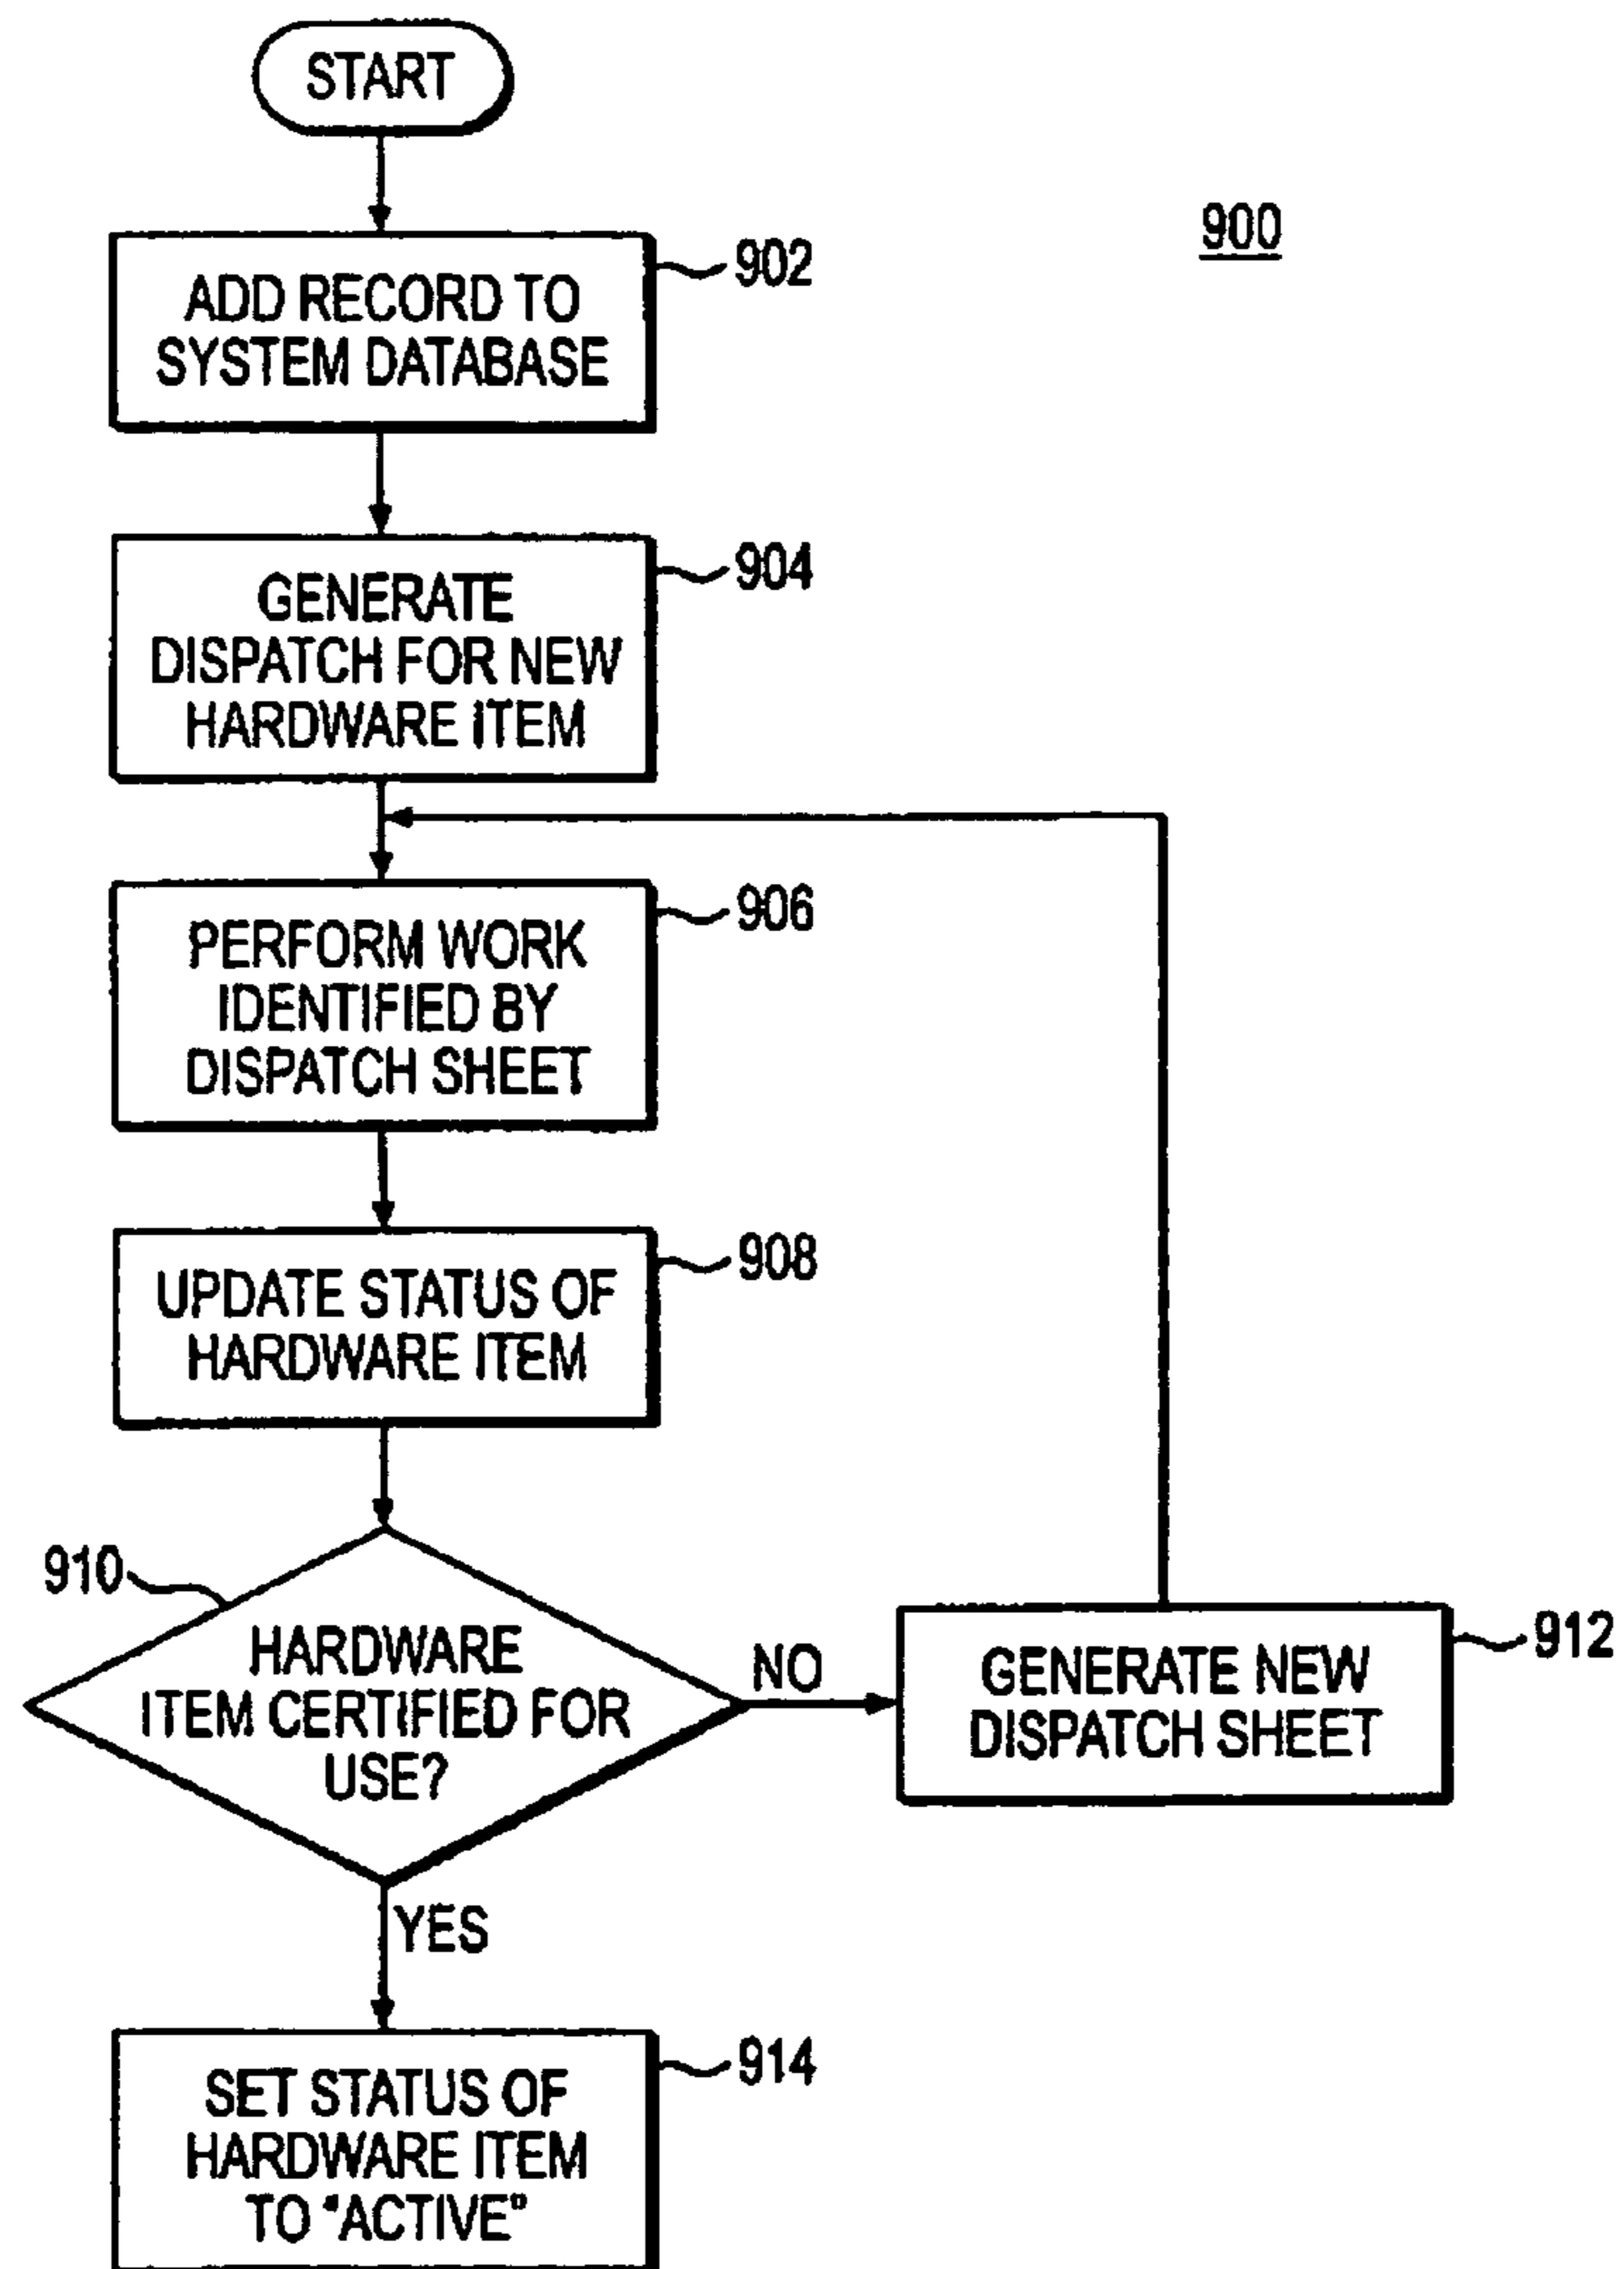 START
900
902
ADD RECORD TO
SYSTEM DATABASE
904
GENERATE
DISPATCH FOR NEW
HARDWARE ITEM
906
PERFORM WORK
IDENTIFIED BY
DISPATCH SHEET
908
UPDATE STATUS OF
HARDWARE ITEM
910
HARDWARE
ITEM CERTIFIED FOR
USE?
NO
912
GENERATE NEW
DISPATCH SHEET
YES
914
SET STATUS OF
HARDWARE ITEM
TO "ACTIVE"